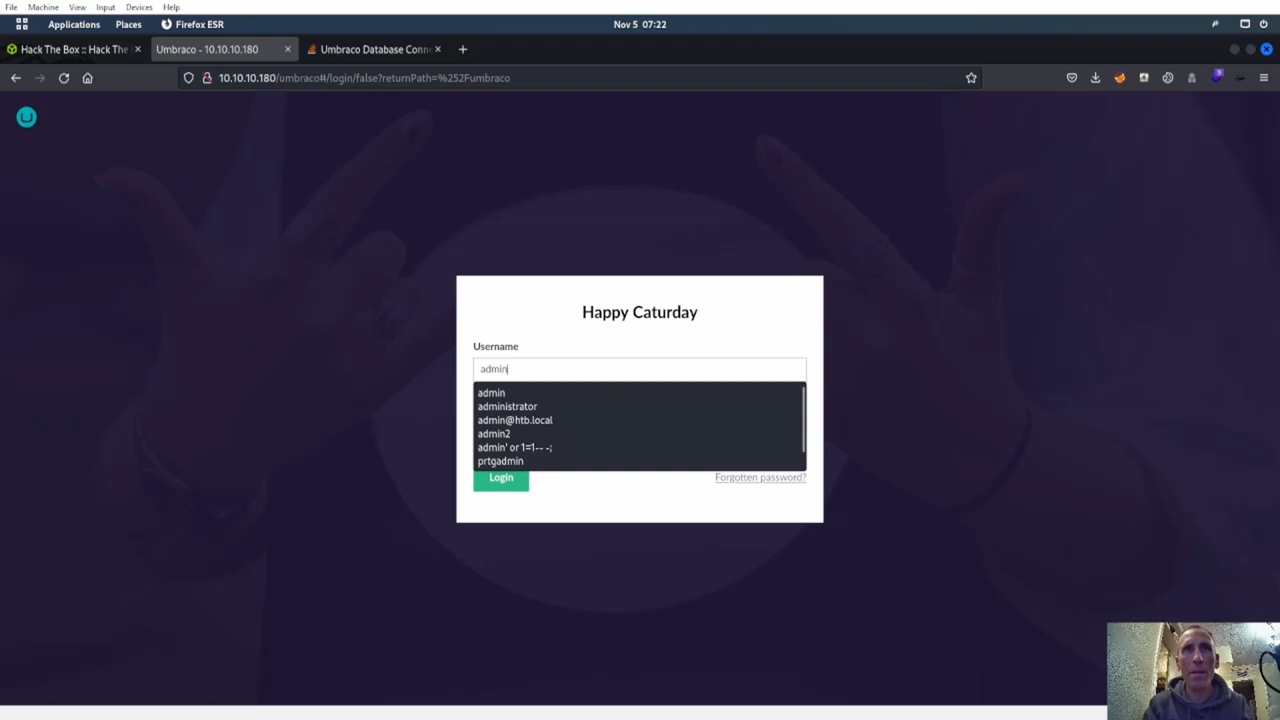 File Machine View Input Devices Help
Applications Places Firefox ESR Nov 5 07:22
Hack The Box :: Hack The Umbraco - 10.10.10.180 Umbraco Database Conne
10.10.10.180/umbraco#/login/false?returnPath=%252Fumbraco
9
Happy Caturday
Username
admin
admin
administrator
admin@htb.local
admin2
admin' or 1=1-- -;
prtgadmin
Login Forgotten password?